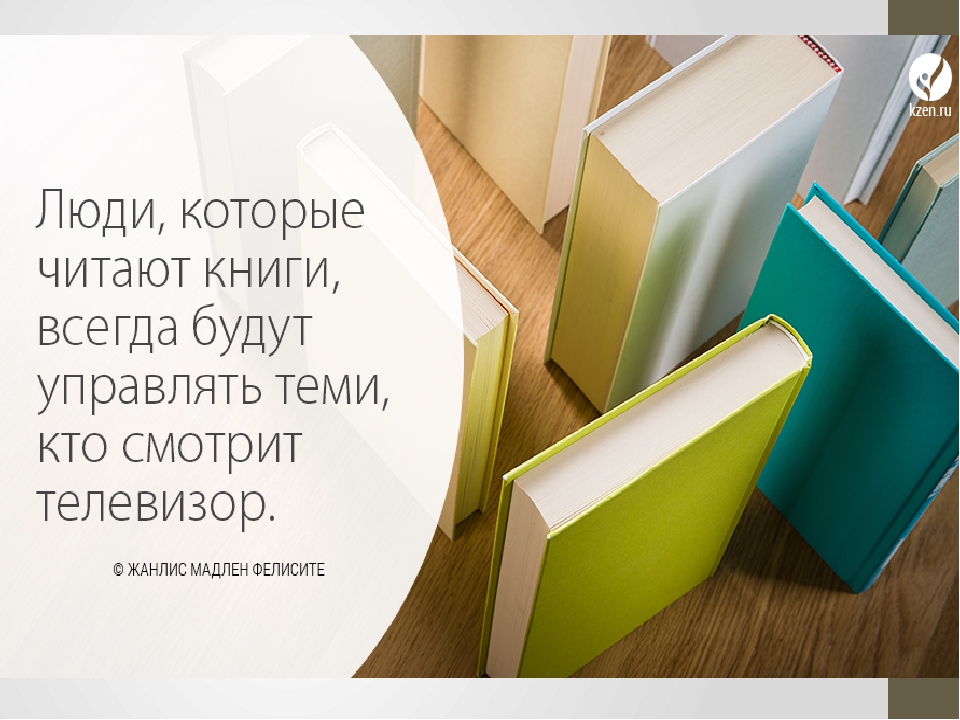 Люди, которые
читают книги,
всегда будут
управлять теми,
кто смотрит
телевизор.
© ЖАНЛИС МАДЛЕН ФЕЛИСИТЕ
kzen.ru